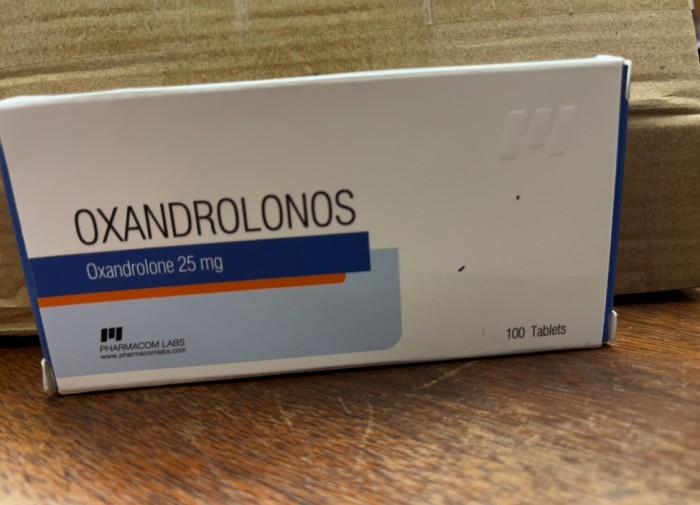 OXANDROLONOS
Oxandrolone 25 mg
PHARMACOM LABS
www.pharmacomlabs.com
100 Tablets